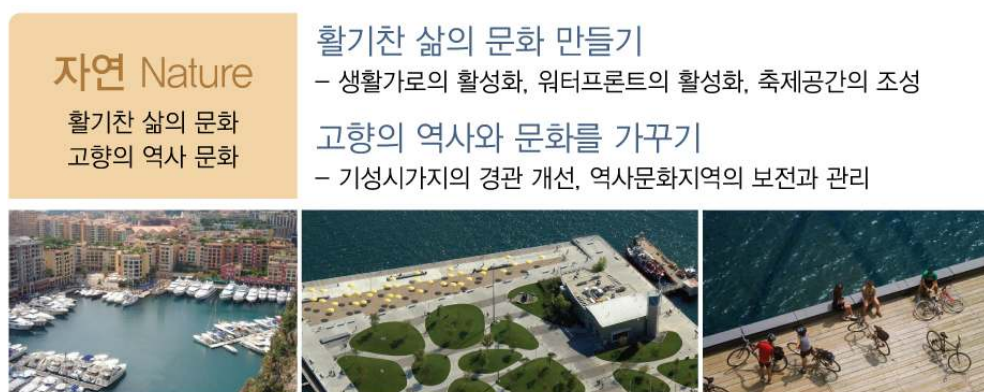 자연 Nature
활기찬 삶의 문화
고향의 역사 문화
활기찬 삶의 문화 만들기
– 생활가로의 활성화, 워터프론트의 활성화, 축제공간의 조성
고향의 역사와 문화를 가꾸기
– 기성시가지의 경관 개선, 역사문화지역의 보전과 관리